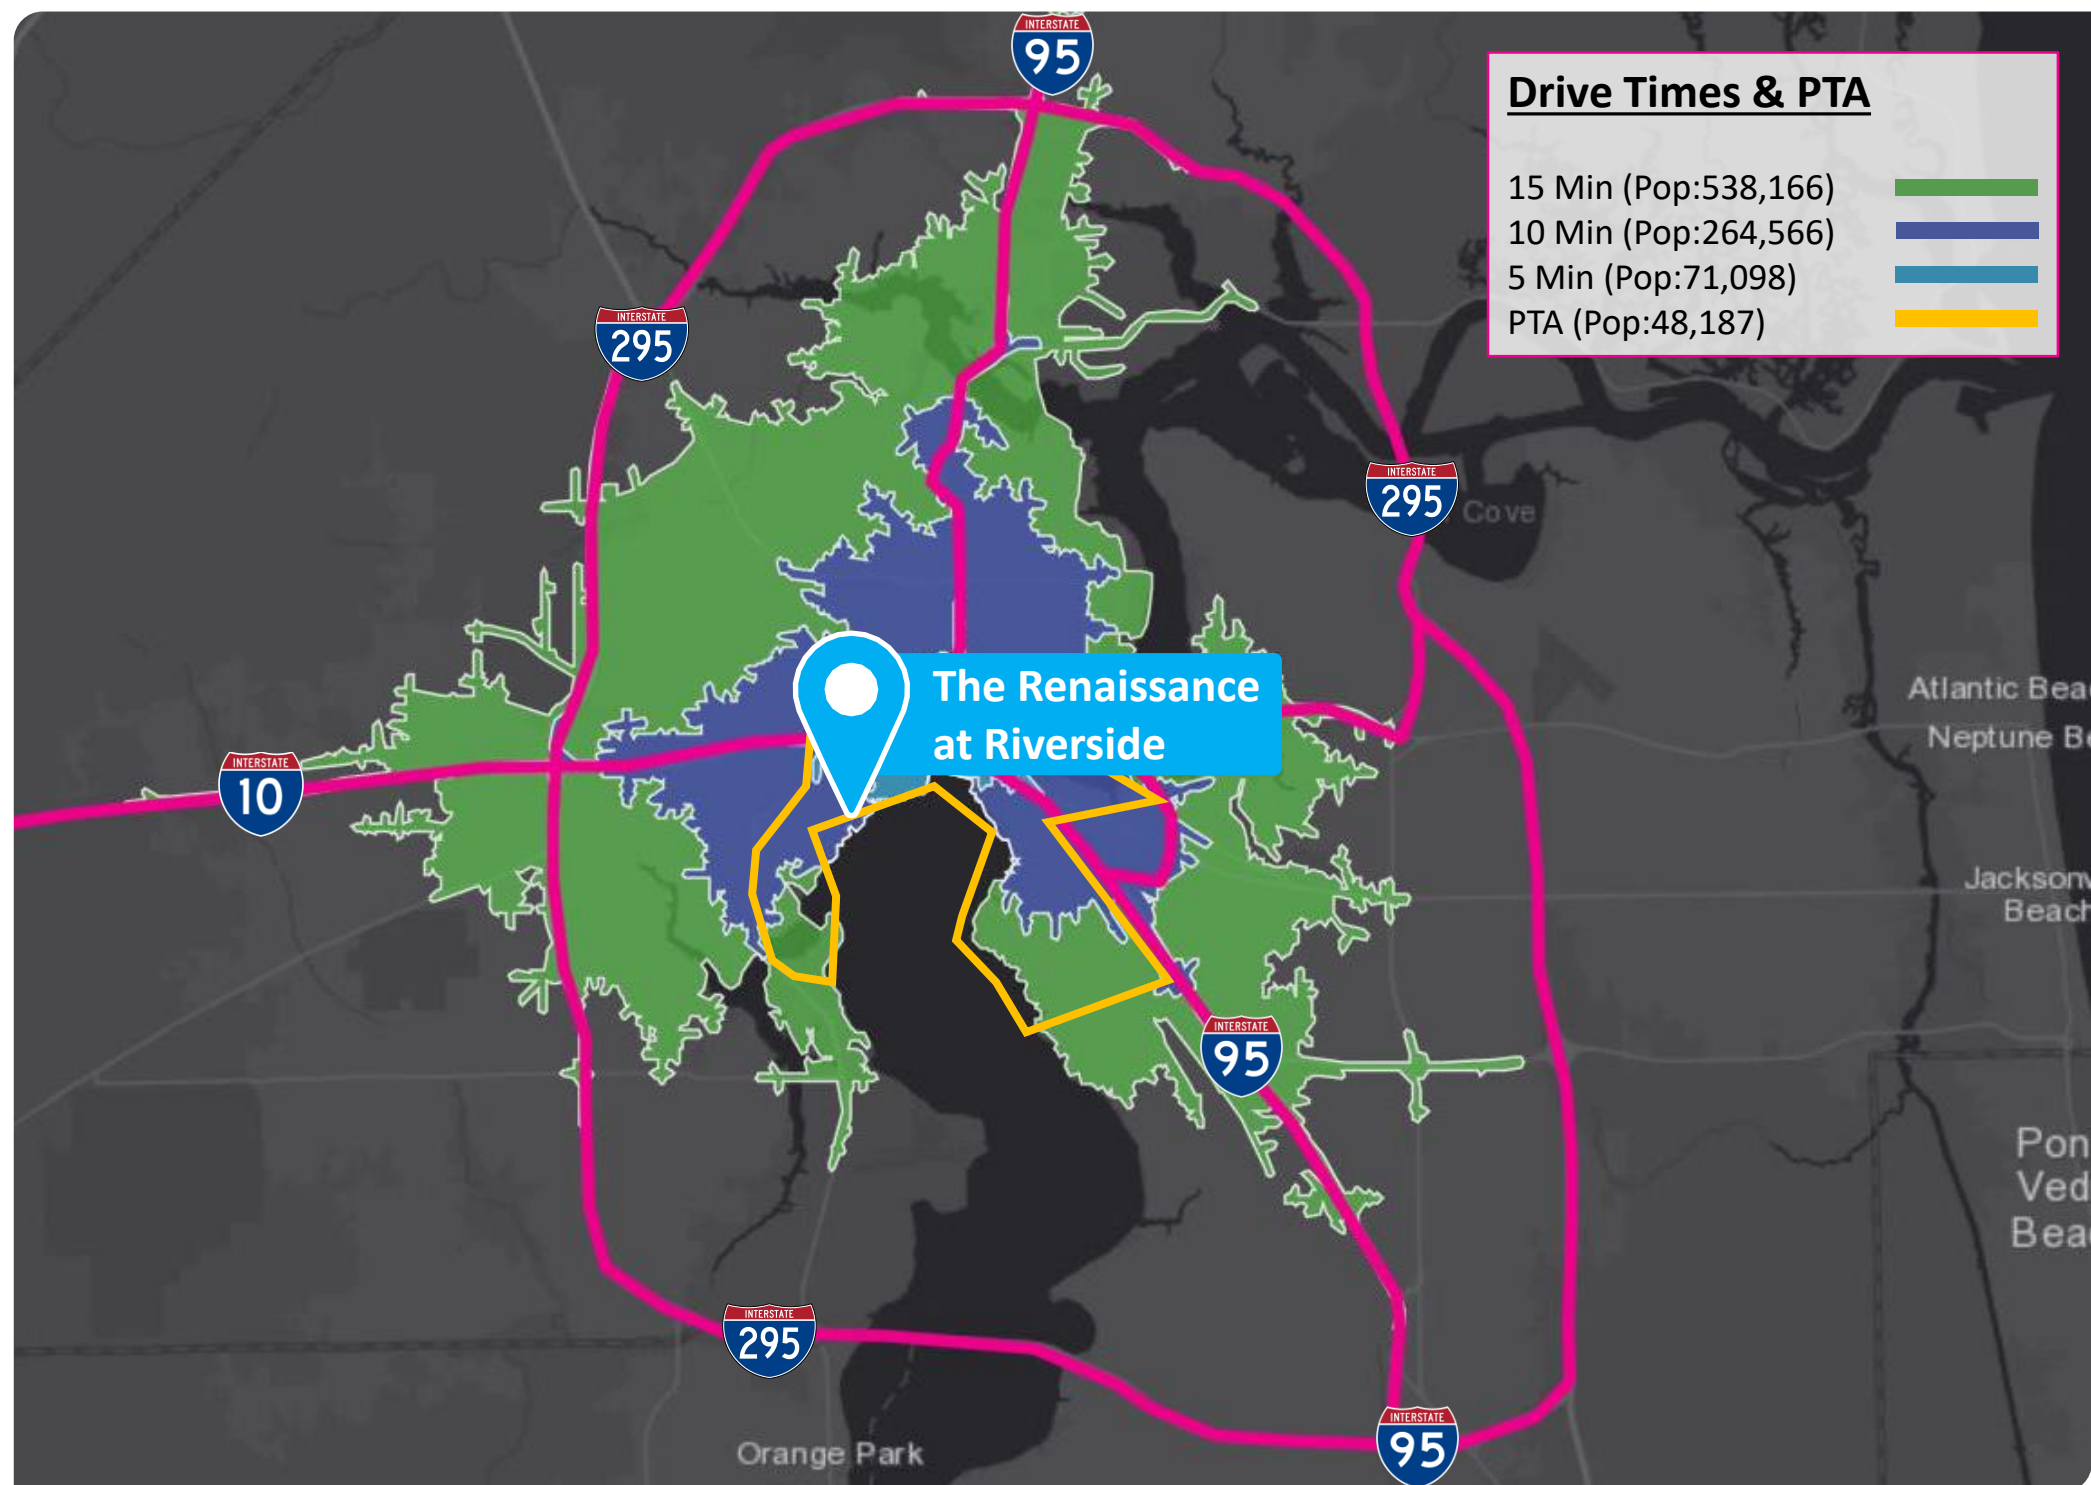 INTERSTATE
95
Drive Times & PTA
15 Min (Pop:538,166)
10 Min (Pop:264,566)
5 Min (Pop:71,098)
PTA (Pop:48,187)
INTERSTATE
295
INTERSTATE
295
Cove
The Renaissance
at Riverside
Atlantic Bea
Neptune B
INTERSTATE
10
Jacksonv
Beach
INTERSTATE
95
Pon
Ved
Bea
INTERSTATE
295
INTERSTATE
95
Orange Park